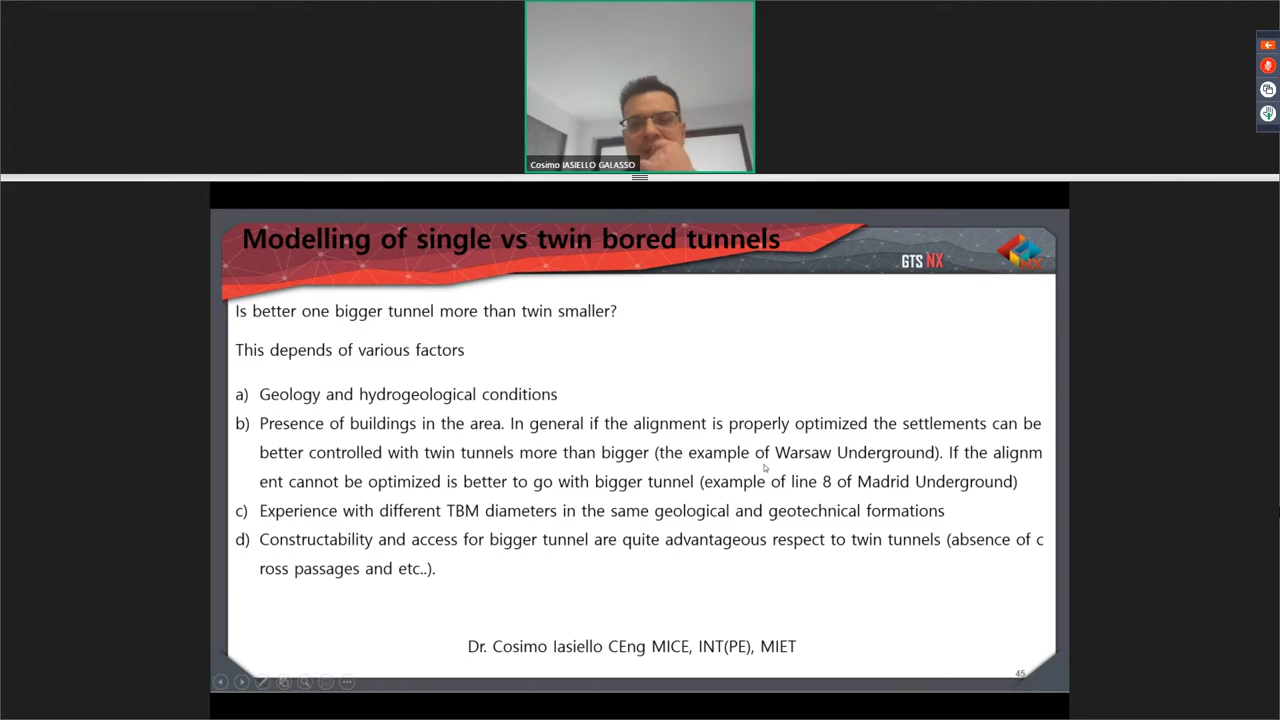 Cosimo IASIELLO GALASSO
Modelling of single vs twin bored tunnels
GTS NX
NX
Is better one bigger tunnel more than twin smaller?
This depends of various factors
a) Geology and hydrogeological conditions
b) Presence of buildings in the area. In general if the alignment is properly optimized the settlements can be
better controlled with twin tunnels more than bigger (the example of Warsaw Underground). If the alignm
ent cannot be optimized is better to go with bigger tunnel (example of line 8 of Madrid Underground)
c) Experience with different TBM diameters in the same geological and geotechnical formations
d) Constructability and access for bigger tunnel are quite advantageous respect to twin tunnels (absence of c
ross passages and etc..).
Dr. Cosimo Iasiello CEng MICE, INT(PE), MIET
45